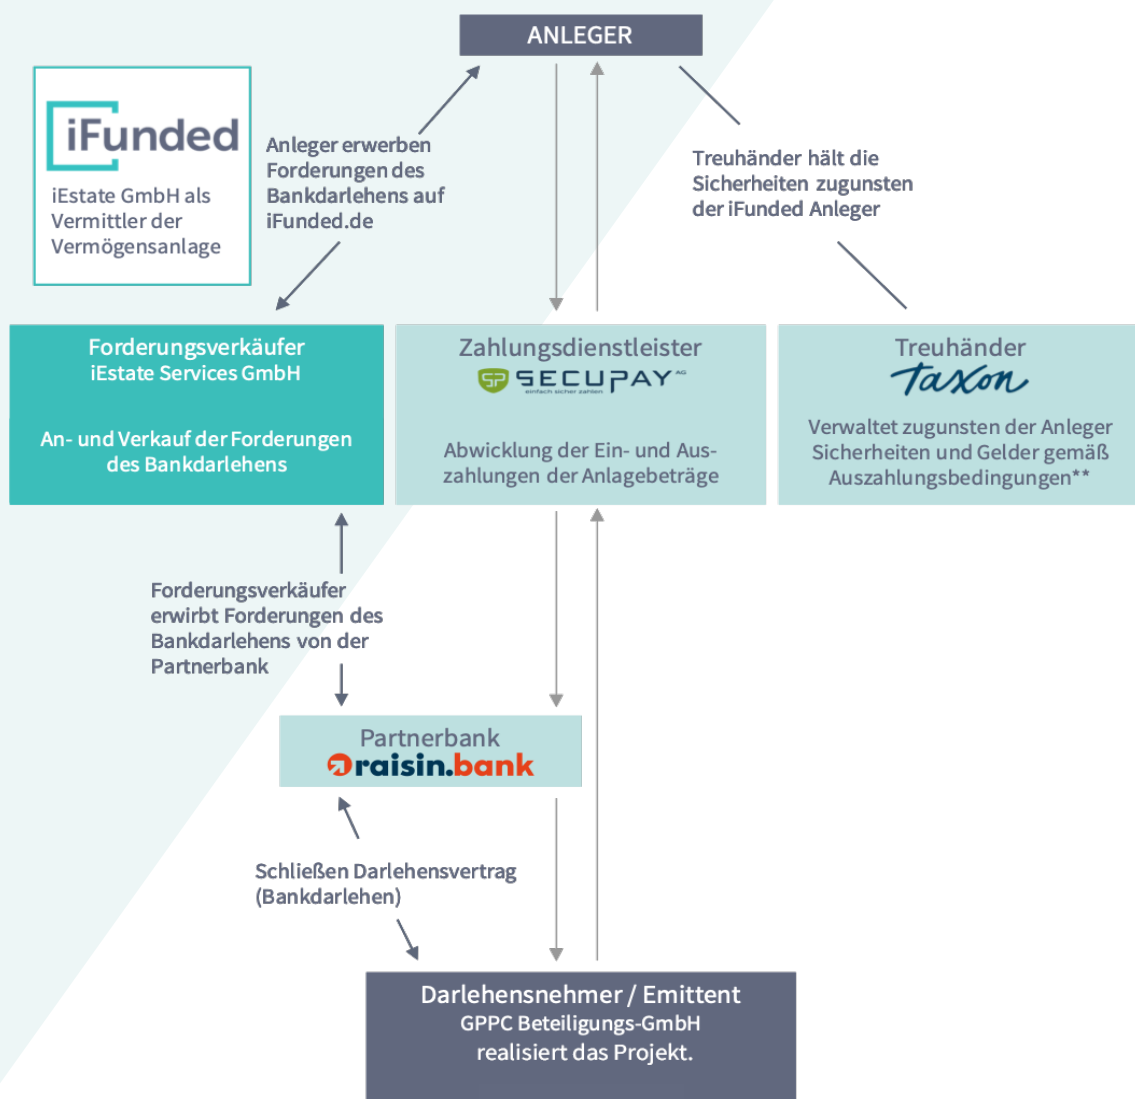 ANLEGER
iFunded
iEstate GmbH als
Vermittler der
Vermögensanlage
Anleger erwerben
Forderungen des
Bankdarlehens auf
iFunded.de
Treuhänder hält die
Sicherheiten zugunsten
der iFunded Anleger
Forderungsverkäufer
iEstate Services GmbH
An- und Verkauf der Forderungen
des Bankdarlehens
Zahlungsdienstleister
SP SECUPAY AG
einfach sicher zahlen
Abwicklung der Ein- und Aus-
zahlungen der Anlagebeträge
Treuhänder
taxon
Verwaltet zugunsten der Anleger
Sicherheiten und Gelder gemäß
Auszahlungsbedingungen**
Forderungsverkäufer
erwirbt Forderungen des
Bankdarlehens von der
Partnerbank
Partnerbank
raisin.bank
Schließen Darlehensvertrag
(Bankdarlehen)
Darlehensnehmer / Emittent
GPPC Beteiligungs-GmbH
realisiert das Projekt.